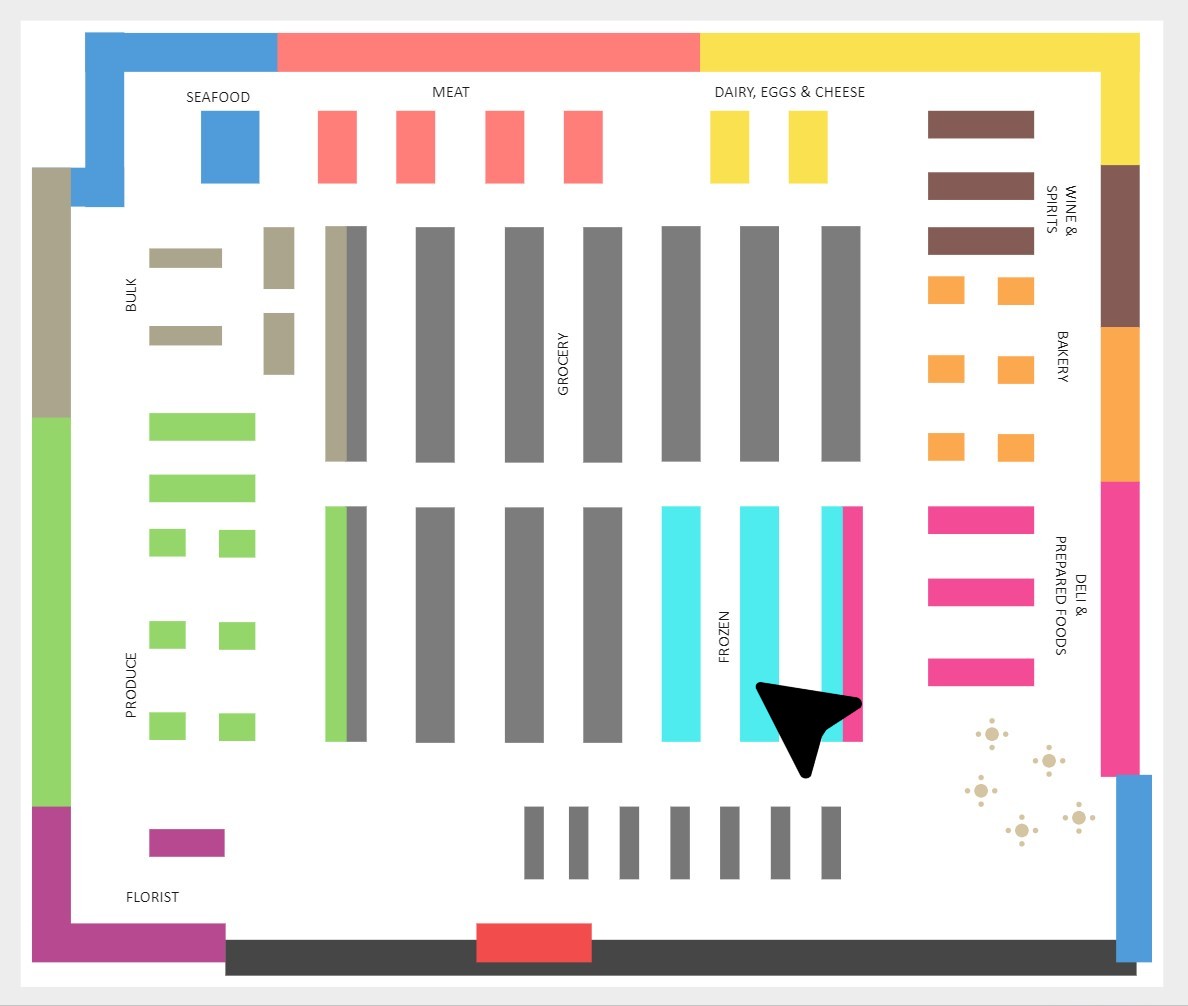 SEAFOOD
MEAT
DAIRY, EGGS & CHEESE
WINE &
SPIRITS
BULK
GROCERY
BAKERY
DELI &
PREPARED FOODS
FROZEN
PRODUCE
FLORIST